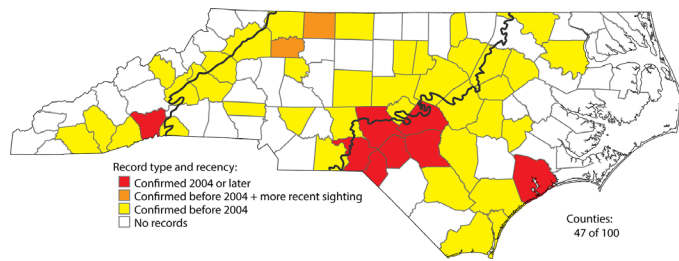 Record type and recency:
Confirmed 2004 or later
Confirmed before 2004 + more recent sighting
Confirmed before 2004
No records
Counties:
47 of 100